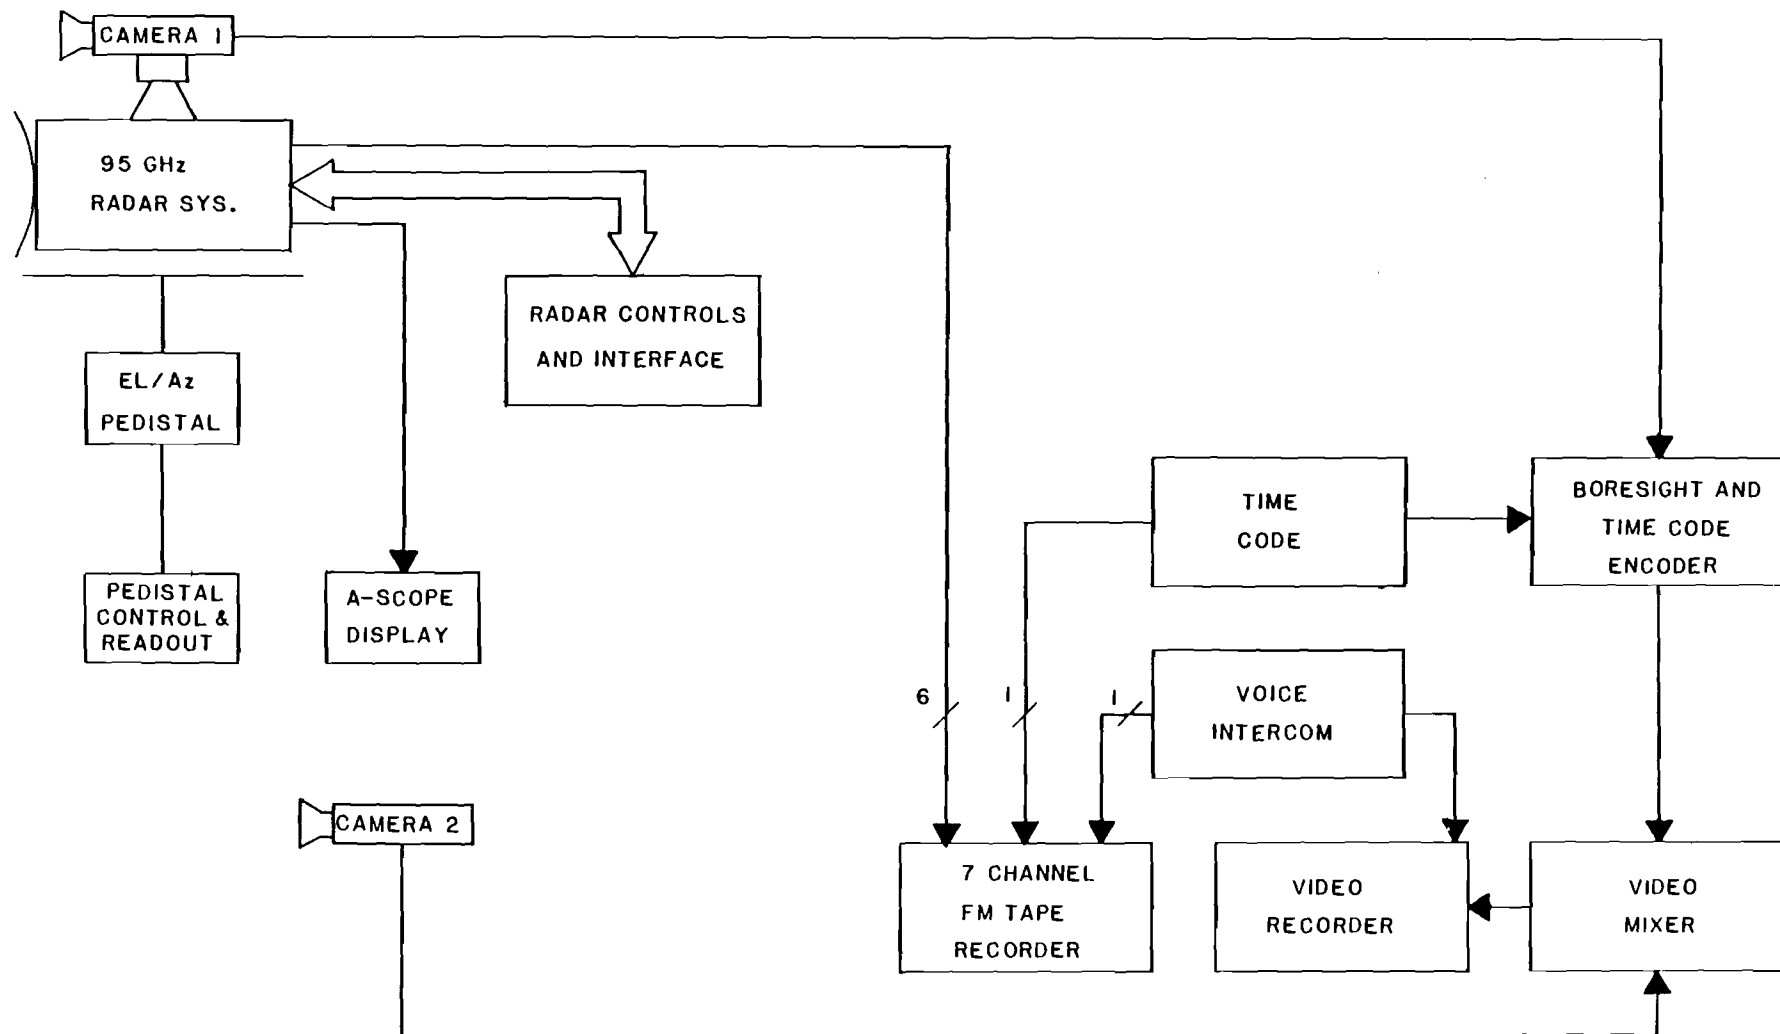 CAMERA 1
95 GHz
RADAR SYS.
RADAR CONTROLS
AND INTERFACE
EL/Az
PEDISTAL
TIME
CODE
BORESIGHT AND
TIME CODE
ENCODER
PEDISTAL
CONTROL &
READOUT
A-SCOPE
DISPLAY
6
1
1
VOICE
INTERCOM
CAMERA 2
7 CHANNEL
FM TAPE
RECORDER
VIDEO
RECORDER
VIDEO
MIXER